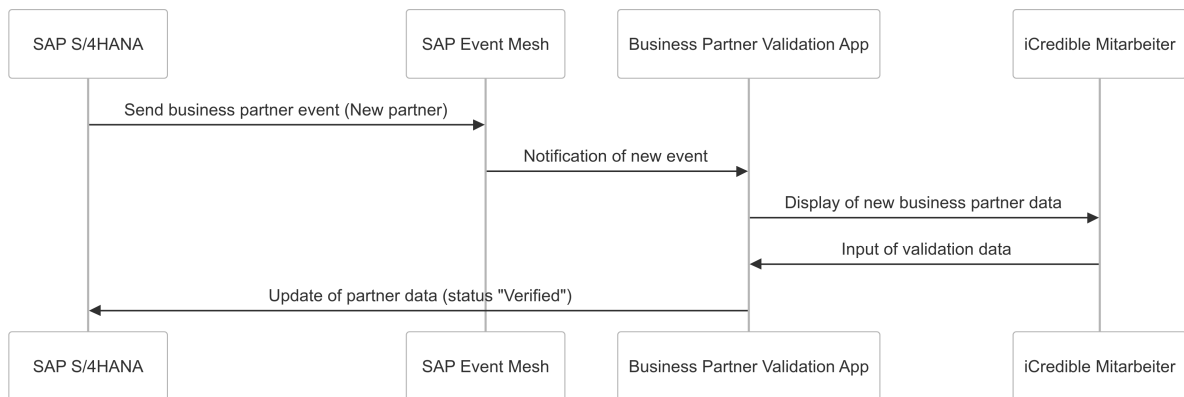 SAP S/4HANA
SAP Event Mesh
Business Partner Validation App
iCredible Mitarbeiter
Send business partner event (New partner)
Notification of new event
Display of new business partner data
Input of validation data
Update of partner data (status "Verified")
SAP S/4HANA
SAP Event Mesh
Business Partner Validation App
iCredible Mitarbeiter